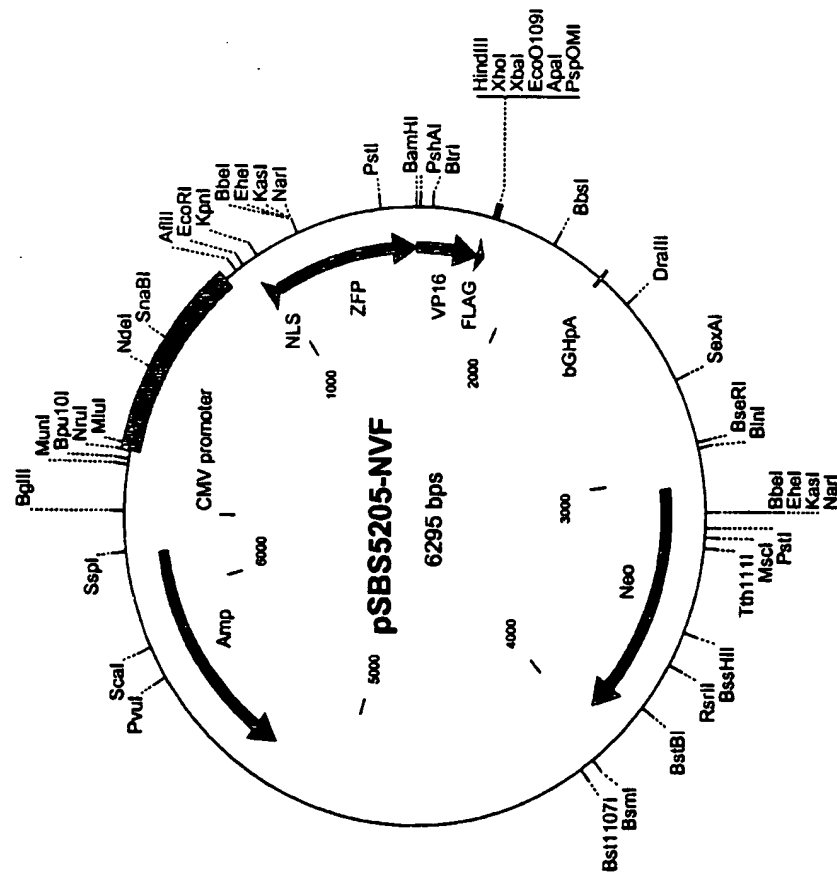 pSBS5205-NVF
6295 bps
BglII
MunI
Bpu10I
NruI
MluI
NdeI
SnaBI
AflII
EcoRI
KpnI
BbeI
EheI
KasI
NarI
PstI
BamHI
PshAI
BtrI
HindIII
XhoI
XbaI
EcoO109I
ApaI
PspOMI
BbsI
DraIII
SexAI
BseRI
BlnI
BbeI
EheI
KasI
NarI
PstI
MscI
Tth111I
BssHII
RsrII
BstBI
BsmI
Bst1107I
PvuI
ScaI
SspI
CMV promoter
NLS
ZFP
VP16
FLAG
bGHpA
Neo
Amp
1000
2000
3000
4000
5000
6000